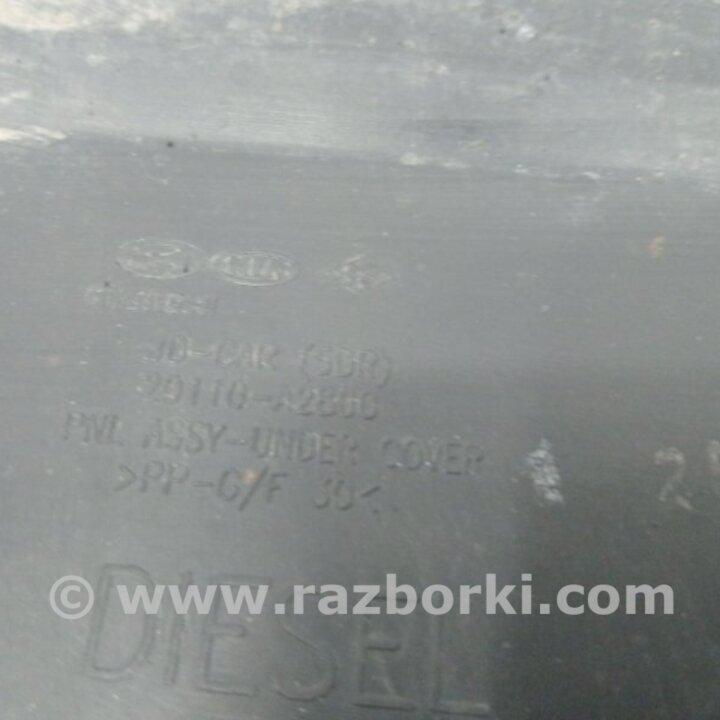 KIA
JD-CAR (5DR)
29110-A2800
PNL ASSY-UNDER COVER
>PP-G/F 30<
© www.razborki.com
DIESEL